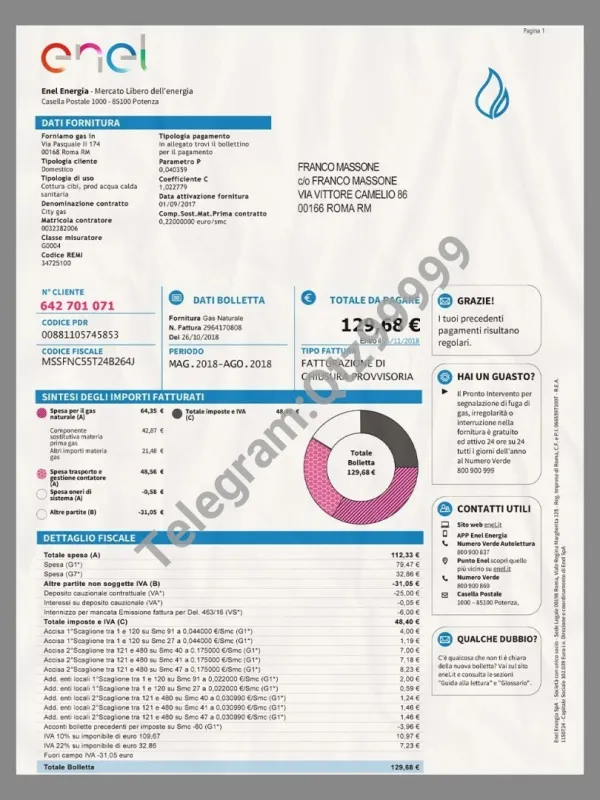 Pagina 1
enel
Enel Energia - Mercato Libero dell'energia
Casella Postale 1000 - 85100 Potenza
DATI FORNITURA
Forniamo gas in
Via Pasquale II 174
00168 Roma RM
Tipologia cliente
Domestico
Tipologia di uso
Cottura cibi, prod acqua calda
sanitaria
Denominazione contratto
City gas
Matricola contratore
0032382006
Classe misuratore
G0004
Codice REMI
34725100
Tipologia pagamento
in allegato trovi il bollettino
per il pagamento
Parametro P
0,040359
Coefficiente C
1,022779
Data attivazione fornitura
01/09/2017
Comp.Sost.Mat.Prima contratto
0,22000000 euro/smc
FRANCO MASSONE
c/o FRANCO MASSONE
VIA VITTORE CAMELIO 86
00166 ROMA RM
N° CLIENTE
642 701 071
CODICE PDR
00881105745853
CODICE FISCALE
MSSFNC55T24B264J
DATI BOLLETTA
Fornitura Gas Naturale
N. Fattura 2964170808
Del 26/10/2018
PERIODO
MAG.2018-AGO.2018
€ TOTALE DA PAGARE
129,68 €
/11/2018
TIPO FATTURA
FATTURAZIONE DI
CHIUSURA PROVVISORIA
GRAZIE!
I tuoi precedenti
pagamenti risultano
regolari.
SINTESI DEGLI IMPORTI FATTURATI
Spesa per il gas
naturale (A) 64,35 €
Componente
sostitutiva materia
prima gas 42,87 €
Altri importi materia
gas 21,48 €
Spesa trasporto e
gestione contatore
(A) 48,56 €
Spesa oneri di
sistema (A) -0,58 €
Altre partite (B) -31,05 €
Totale imposte e IVA
(C)
Totale
Bolletta
129,68 €
HAI UN GUASTO?
Il Pronto Intervento per
segnalazione di fuga di
gas, irregolarità o
interruzione nella
fornitura è gratuito
ed attivo 24 ore su 24
tutti i giorni dell'anno
al Numero Verde
800 900 999
CONTATTI UTILI
Sito web enel.it
APP Enel Energia
Numero Verde Autolettura
800 900 837
Punto Enel scopri quello
più vicino su enel.it
Numero Verde
800 900 860
Casella Postale
1000 - 85100 Potenza,
QUALCHE DUBBIO?
C'è qualcosa che non ti è chiaro
della nuova bolletta? Vai sul sito
enel.it e consulta le sezioni
"Guida alla lettura" e "Glossario".
DETTAGLIO FISCALE
Totale spesa (A) 112,33 €
Spesa (G1*) 79,47 €
Spesa (G7*) 32,86 €
Altre partite non soggette IVA (B) -31,05 €
Deposito cauzionale contrattuale (VA*) -25,00 €
Interessi su deposito cauzionale (VA*) -0,05 €
Intennizzo per mancata Emissione fattura per Del. 463/16 (VS*) -6,00 €
Totale imposte e IVA (C) 48,40 €
Accisa 1°Scaglione tra 1 e 120 su Smc 91 a 0,044000 €/Smc (G1*) 4,00 €
Accisa 1°Scaglione tra 1 e 120 su Smc 27 a 0,044000 €/Smc (G1*) 1,19 €
Accisa 2°Scaglione tra 121 e 480 su Smc 40 a 0,175000 €/Smc (G1*) 7,00 €
Accisa 2°Scaglione tra 121 e 480 su Smc 41 a 0,175000 €/Smc (G1*) 7,18 €
Accisa 2°Scaglione tra 121 e 480 su Smc 47 a 0,175000 €/Smc (G1*) 8,23 €
Add. enti locali 1°Scaglione tra 1 e 120 su Smc 91 a 0,022000 €/Smc (G1*) 2,00 €
Add. enti locali 1°Scaglione tra 1 e 120 su Smc 27 a 0,022000 €/Smc (G1*) 0,59 €
Add. enti locali 2°Scaglione tra 121 e 480 su Smc 40 a 0,030990 €/Smc (G1*) 1,24 €
Add. enti locali 2°Scaglione tra 121 e 480 su Smc 41 a 0,030990 €/Smc (G1*) 1,46 €
Add. enti locali 2°Scaglione tra 121 e 480 su Smc 47 a 0,030990 €/Smc (G1*) 1,46 €
Acconti bollette precedenti per imposte su Smc -60 (G1*) -3,96 €
IVA 10% su imponibile di euro 109,67 10,97 €
IVA 22% su imponibile di euro 32,86 7,23 €
Fuori campo IVA -31,05 euro
Totale Bolletta 129,68 €
Telegram:Qtz99999